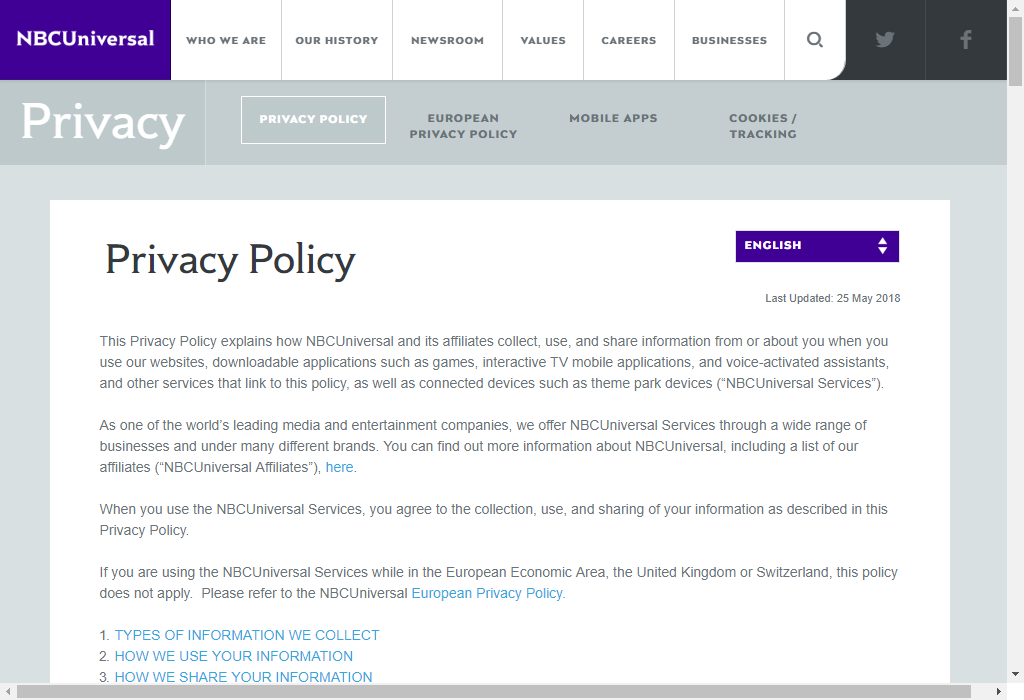 NBCUniversal
WHO WE ARE
OUR HISTORY
NEWSROOM
VALUES
CAREERS
BUSINESSES
Privacy
PRIVACY POLICY
EUROPEAN
PRIVACY POLICY
MOBILE APPS
COOKIES /
TRACKING
Privacy Policy
ENGLISH
Last Updated: 25 May 2018
This Privacy Policy explains how NBCUniversal and its affiliates collect, use, and share information from or about you when you
use our websites, downloadable applications such as games, interactive TV mobile applications, and voice-activated assistants,
and other services that link to this policy, as well as connected devices such as theme park devices (“NBCUniversal Services”).
As one of the world’s leading media and entertainment companies, we offer NBCUniversal Services through a wide range of
businesses and under many different brands. You can find out more information about NBCUniversal, including a list of our
affiliates (“NBCUniversal Affiliates”), here.
When you use the NBCUniversal Services, you agree to the collection, use, and sharing of your information as described in this
Privacy Policy.
If you are using the NBCUniversal Services while in the European Economic Area, the United Kingdom or Switzerland, this policy
does not apply.  Please refer to the NBCUniversal European Privacy Policy.
1. TYPES OF INFORMATION WE COLLECT
2. HOW WE USE YOUR INFORMATION
3. HOW WE SHARE YOUR INFORMATION